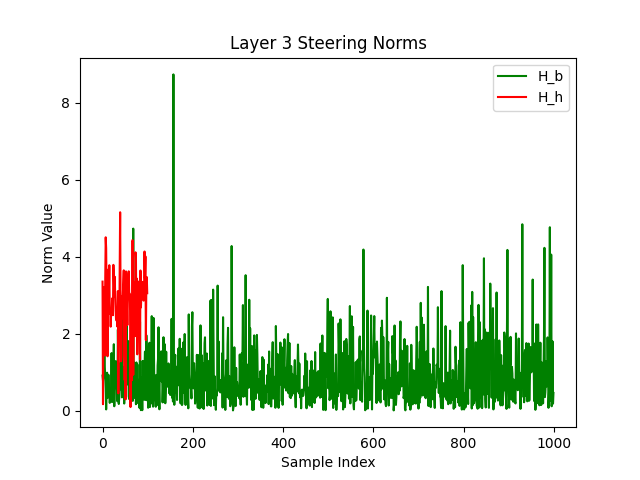 Layer 3 Steering Norms
H_b
H_h
Norm Value
8
6
4
2
0
0 200 400 600 800 1000
Sample Index